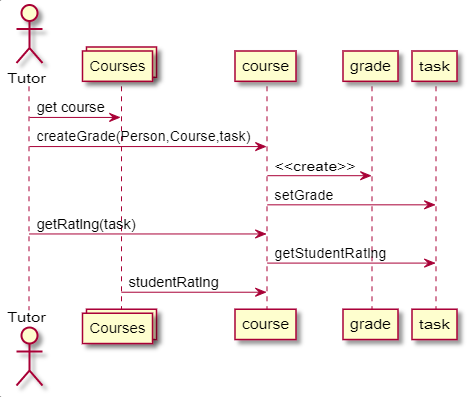 Tutor
Courses
course
grade
task
get course
createGrade(Person,Course,task)
<<create>>
setGrade
getRating(task)
getStudentRating
studentRating
Tutor
Courses
course
grade
task